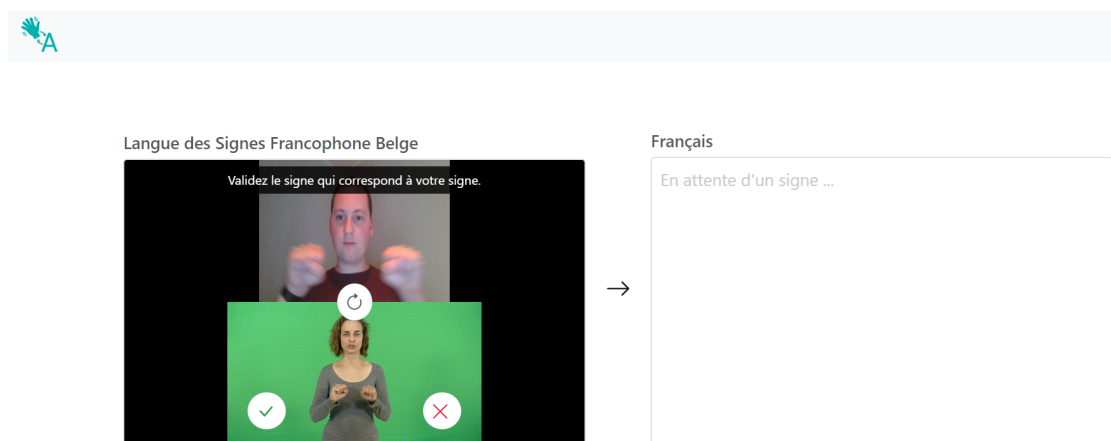 A
Langue des Signes Francophone Belge
Validez le signe qui correspond à votre signe.
Français
En attente d'un signe ...